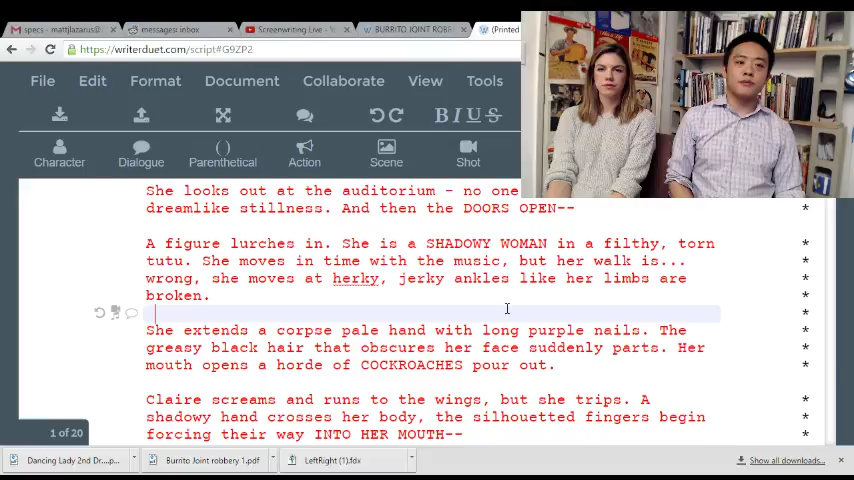 specs - mattjlazarus@
messages: inbox
Screenwriting Live - Yo
BURRITO JOINT ROBR
(Printed
https://writerduet.com/script#G9ZP2
File Edit Format Document Collaborate View Tools
B I U S
Character Dialogue Parenthetical Action Scene Shot
She looks out at the auditorium - no one
dreamlike stillness. And then the DOORS OPEN-- *
A figure lurches in. She is a SHADOWY WOMAN in a filthy, torn *
tutu. She moves in time with the music, but her walk is... *
wrong, she moves at herky, jerky ankles like her limbs are *
broken. *
*
She extends a corpse pale hand with long purple nails. The *
greasy black hair that obscures her face suddenly parts. Her *
mouth opens a horde of COCKROACHES pour out. *
Claire screams and runs to the wings, but she trips. A *
shadowy hand crosses her body, the silhouetted fingers begin *
forcing their way INTO HER MOUTH-- *
1 of 20
Dancing Lady 2nd Dr....p...
Burrito Joint robbery 1.pdf
LeftRight (1).fdx
Show all downloads...